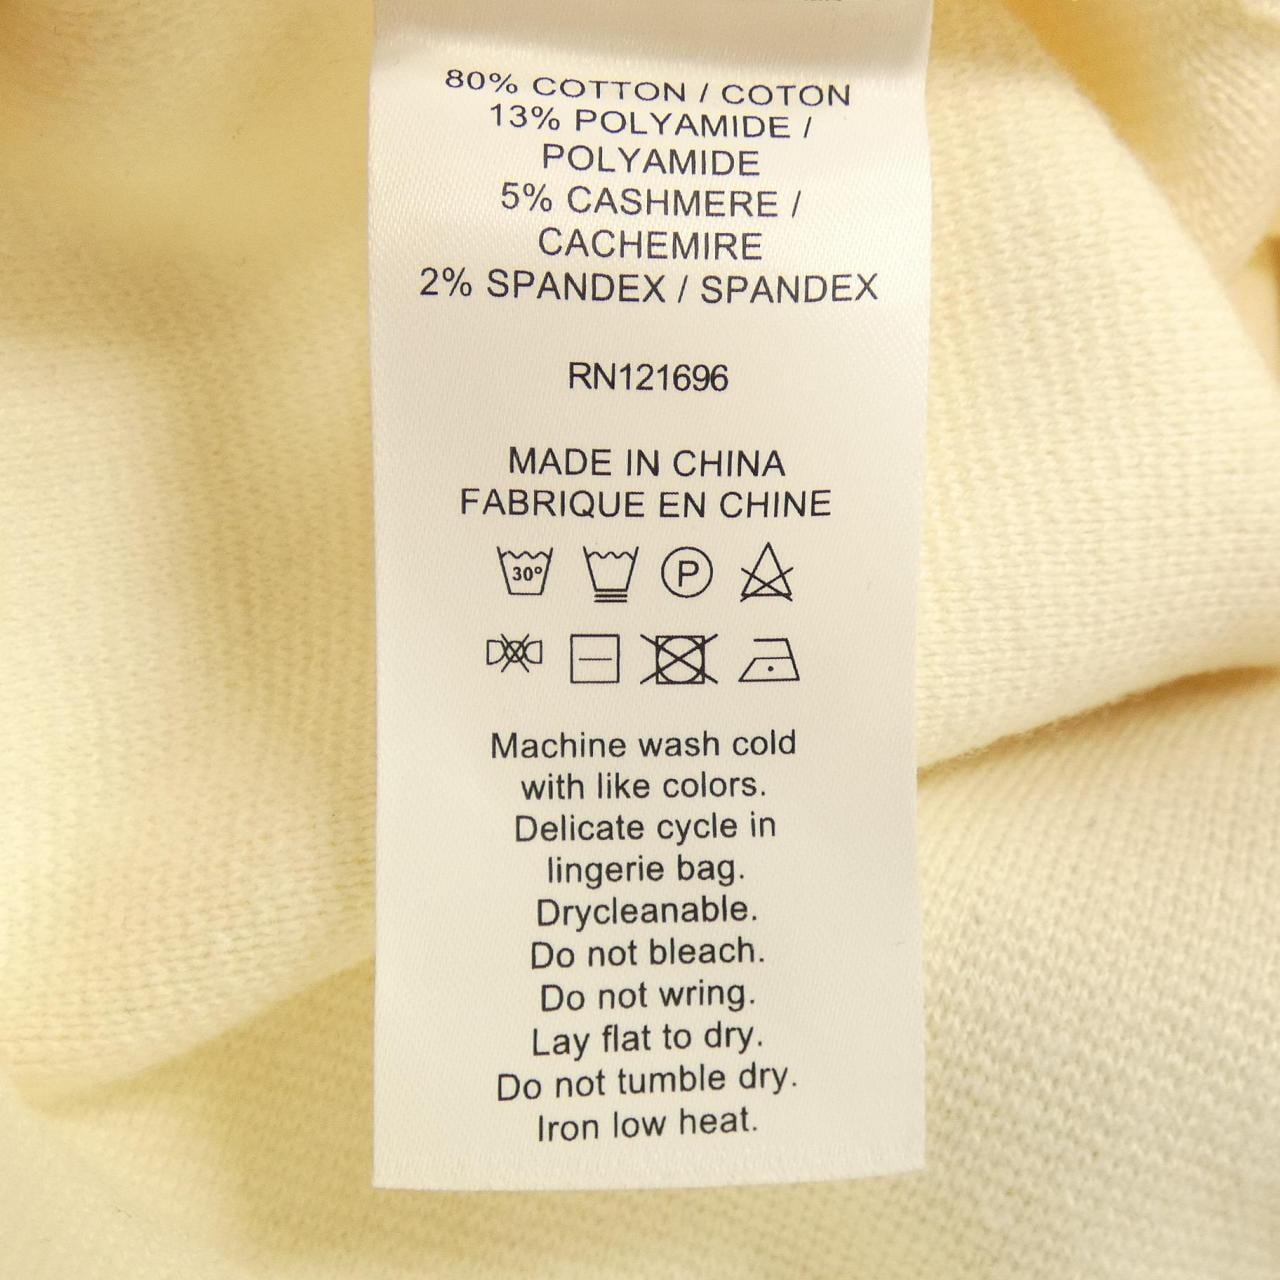 80% COTTON / COTON
13% POLYAMIDE /
POLYAMIDE
5% CASHMERE /
CACHEMIRE
2% SPANDEX / SPANDEX
RN121696
MADE IN CHINA
FABRIQUE EN CHINE
30° P
Machine wash cold
with like colors.
Delicate cycle in
lingerie bag.
Drycleanable.
Do not bleach.
Do not wring.
Lay flat to dry.
Do not tumble dry.
Iron low heat.